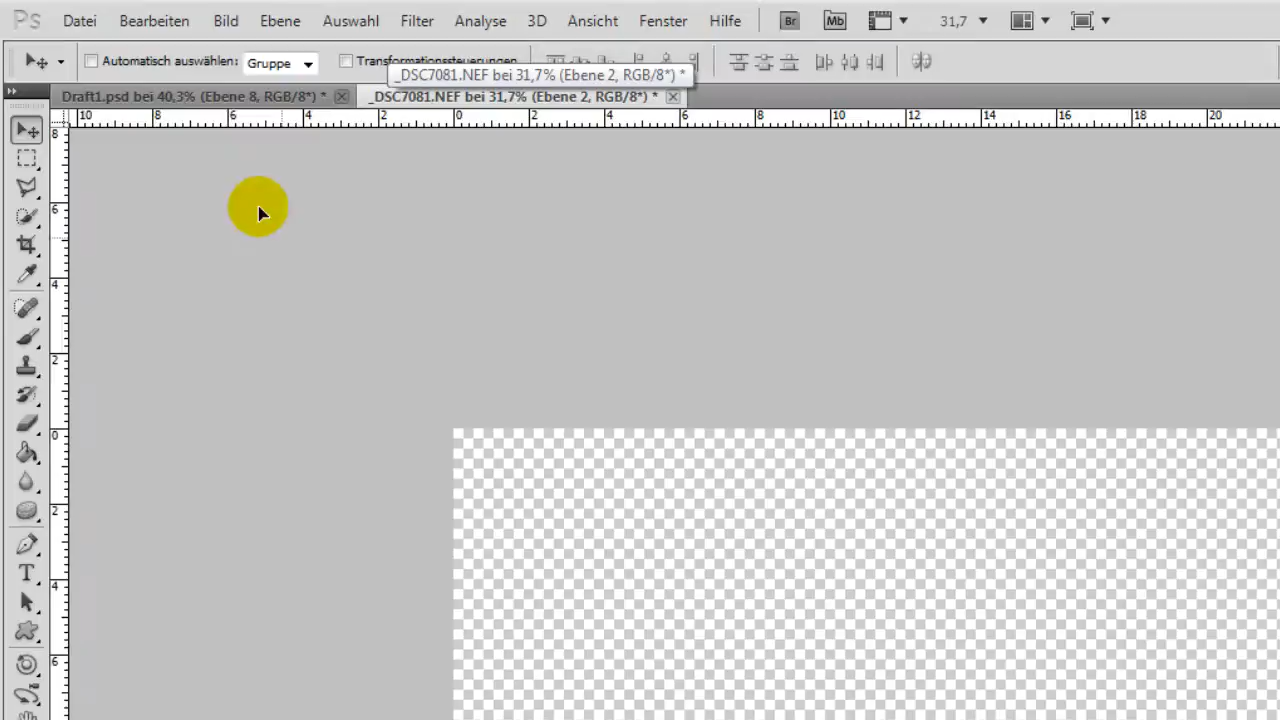 Ps Datei Bearbeiten Bild Ebene Auswahl Filter Analyse 3D Ansicht Fenster Hilfe Br Mb 31,7
Automatisch auswählen: Gruppe Transformationssteuerungen
_DSC7081.NEF bei 31,7% (Ebene 2, RGB/8*) *
Draft1.psd bei 40,3% (Ebene 8, RGB/8*) * _DSC7081.NEF bei 31,7% (Ebene 2, RGB/8*) *
10 8 6 4 2 0 2 4 6 8 10 12 14 16 18 20
8
6
4
2
0
2
4
6
T